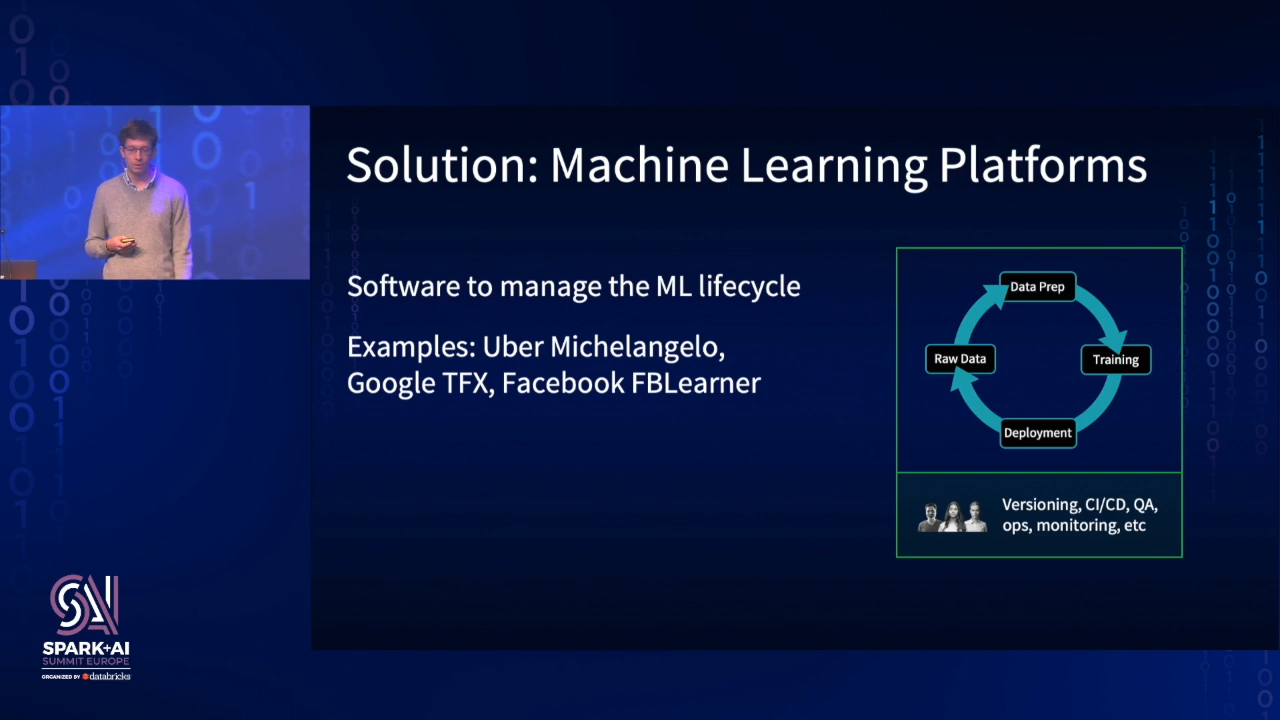 Solution: Machine Learning Platforms
Software to manage the ML lifecycle
Examples: Uber Michelangelo,
Google TFX, Facebook FBLearner
Data Prep
Raw Data
Training
Deployment
Versioning, CI/CD, QA,
ops, monitoring, etc
SPARK+AI
SUMMIT EUROPE
ORGANIZED BY databricks